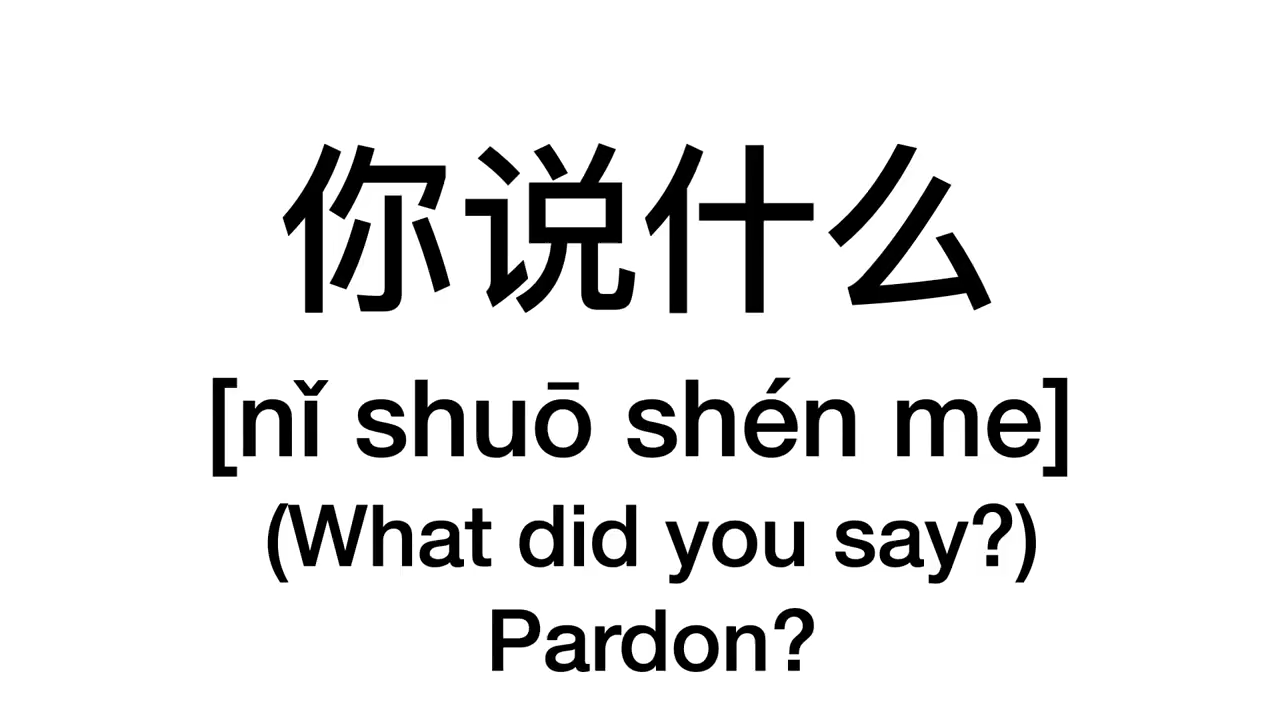 你说什么
[nǐ shuō shén me]
(What did you say?)
Pardon?